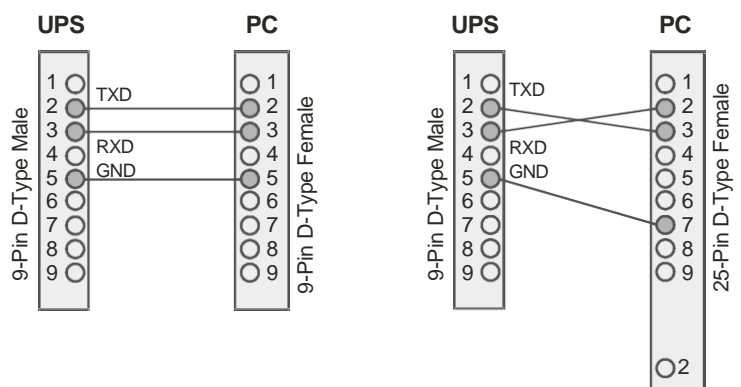 UPS PC
1 1
TXD
2 2
3 3
RXD
4 4
GND
5 5
6 6
7 7
8 8
9 9
9-Pin D-Type Male
9-Pin D-Type Female
UPS PC
1 1
TXD
2 2
3 3
RXD
4 4
GND
5 5
6 6
7 7
8 8
9 9
2
9-Pin D-Type Male
25-Pin D-Type Female